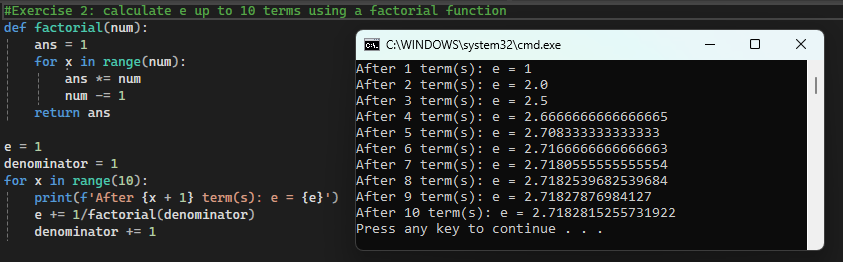 #Exercise 2: calculate e up to 10 terms using a factorial function
def factorial(num):
    ans = 1
    for x in range(num):
        ans *= num
        num -= 1
    return ans

e = 1
denominator = 1
for x in range(10):
    print(f'After {x + 1} term(s): e = {e}')
    e += 1/factorial(denominator)
    denominator += 1
C:\WINDOWS\system32\cmd.exe
After 1 term(s): e = 1
After 2 term(s): e = 2.0
After 3 term(s): e = 2.5
After 4 term(s): e = 2.6666666666666665
After 5 term(s): e = 2.708333333333333
After 6 term(s): e = 2.7166666666666663
After 7 term(s): e = 2.7180555555555554
After 8 term(s): e = 2.7182539682539684
After 9 term(s): e = 2.71827876984127
After 10 term(s): e = 2.7182815255731922
Press any key to continue . . .